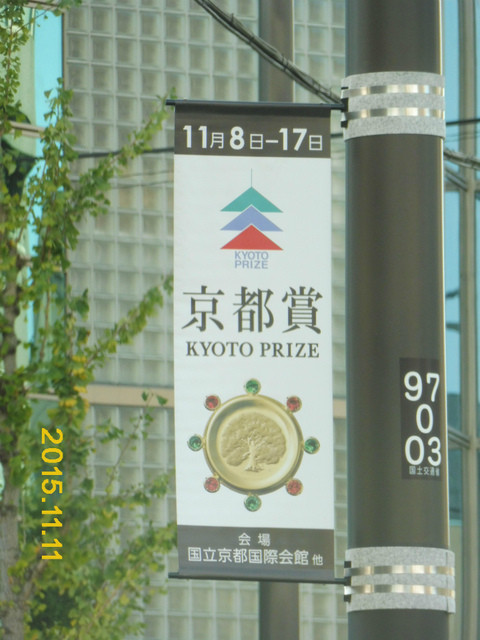 11月8日-17日
KYOTO
PRIZE
京都賞
KYOTO PRIZE
会場
国立京都国際会館 他
97
0
03
国土交通省
2015.11.11